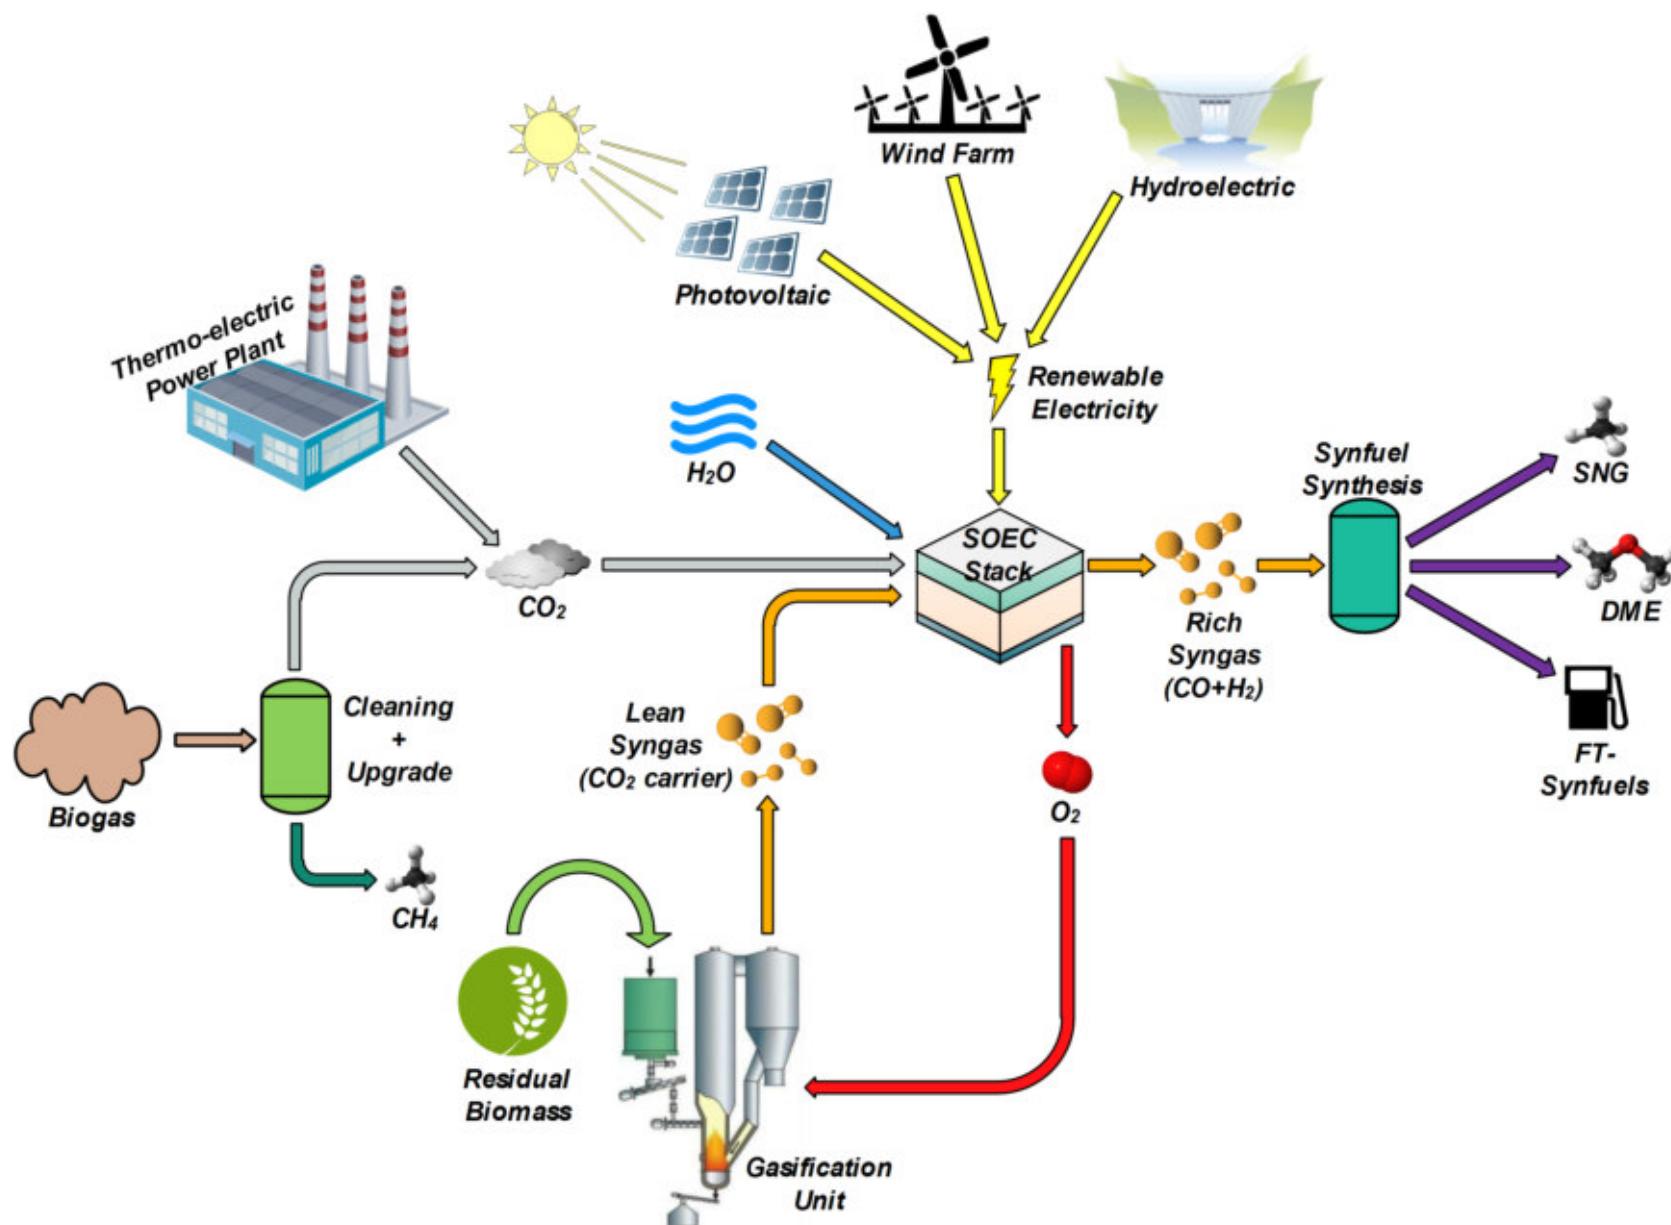 Wind Farm
Hydroelectric
Photovoltaic
Thermo-electric
Power Plant
Renewable
Electricity
H₂O
SOEC
Stack
CO₂
Synfuel
Synthesis
SNG
DME
FT-
Synfuels
Rich
Syngas
(CO+H₂)
Lean
Syngas
(CO₂ carrier)
Cleaning
+
Upgrade
Biogas
CH₄
O₂
Residual
Biomass
Gasification
Unit